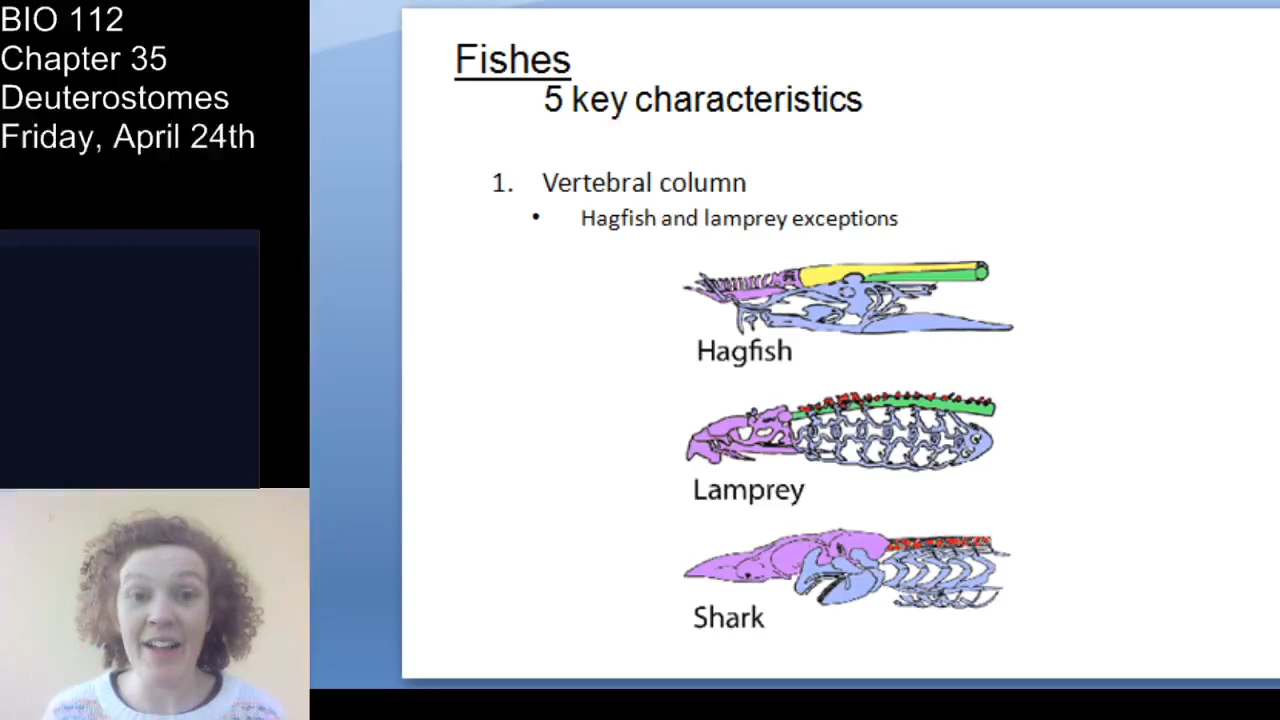 BIO 112
Chapter 35
Deuterostomes
Friday, April 24th
Fishes
5 key characteristics
1. Vertebral column
• Hagfish and lamprey exceptions
Hagfish
Lamprey
Shark